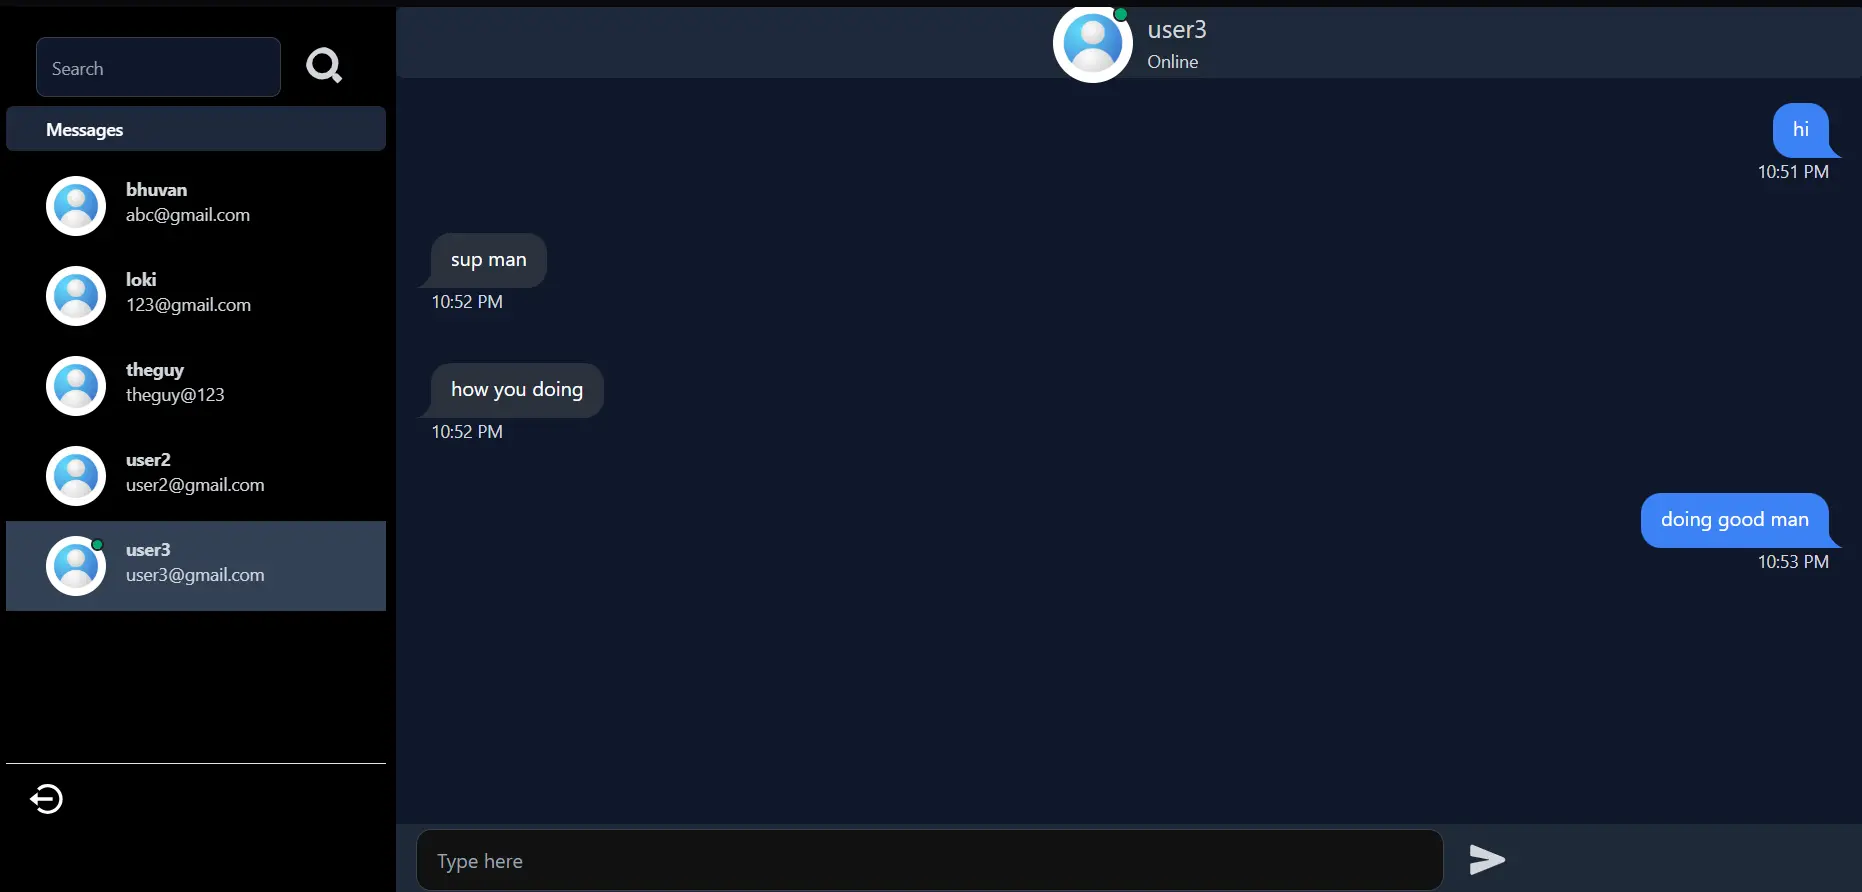 Search
Messages
bhuvan
abc@gmail.com
loki
123@gmail.com
theguy
theguy@123
user2
user2@gmail.com
user3
user3@gmail.com
user3
Online
hi
10:51 PM
sup man
10:52 PM
how you doing
10:52 PM
doing good man
10:53 PM
Type here